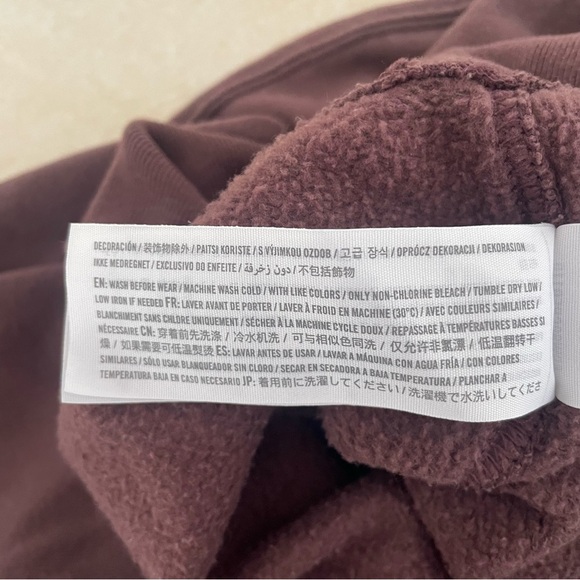 DECORACIÓN / 装饰物除外 / PAITSI KORISTE / S VÝJIMKOU OZDOB / 고급 장식 / OPRÓCZ DEKORACJI / DEKORASJON
IKKE MEDREGNET / EXCLUSIVO DO ENFEITE / دون زخرفة / 不包括飾物
EN: WASH BEFORE WEAR / MACHINE WASH COLD / WITH LIKE COLORS / ONLY NON-CHLORINE BLEACH / TUMBLE DRY LOW /
LOW IRON IF NEEDED FR: LAVER AVANT DE PORTER / LAVER À FROID EN MACHINE (30°C) / AVEC COULEURS SIMILAIRES /
BLANCHIMENT SANS CHLORE UNIQUEMENT / SÉCHER À LA MACHINE CYCLE DOUX / REPASSAGE À TEMPÉRATURES BASSES SI
NÉCESSAIRE CN: 穿着前先洗涤 / 冷水机洗 / 可与相似色同洗 / 仅允许非氯漂 / 低温翻转干
燥 / 如果需要可低温熨烫 ES: LAVAR ANTES DE USAR / LAVAR A MÁQUINA CON AGUA FRÍA / CON COLORES
SIMILARES / SÓLO USAR BLANQUEADOR SIN CLORO / SECAR EN SECADORA A BAJA TEMPERATURA / PLANCHAR A
TEMPERATURA BAJA EN CASO NECESARIO JP: 着用前に洗濯してください / 洗濯機で水洗いしてくださ